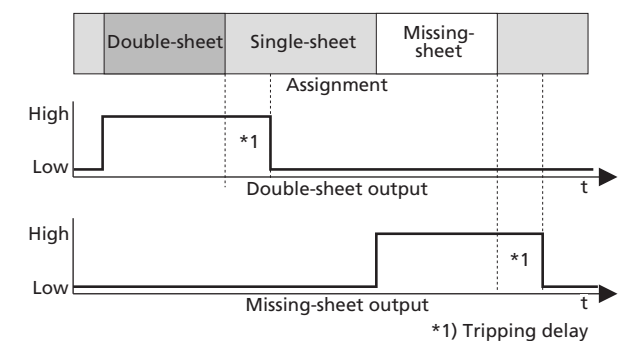 Double-sheet
Single-sheet
Missing-
sheet
Assignment
High
*1
Low
Double-sheet output
t
High
*1
Low
Missing-sheet output
t
*1) Tripping delay